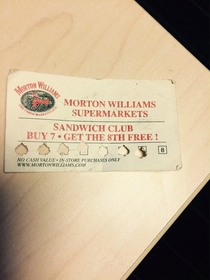 MORTON WILLIAMS
MORTON WILLIAMS
SUPERMARKETS
SANDWICH CLUB
BUY 7 • GET THE 8TH FREE !
8
NO CASH VALUE • IN-STORE PURCHASES ONLY
WWW.MORTONWILLIAMS.COM